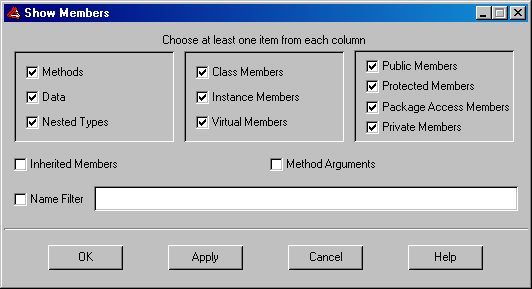 Show Members
Choose at least one item from each column
Methods
Data
Nested Types
Class Members
Instance Members
Virtual Members
Public Members
Protected Members
Package Access Members
Private Members
Inherited Members
Method Arguments
Name Filter
OK
Apply
Cancel
Help